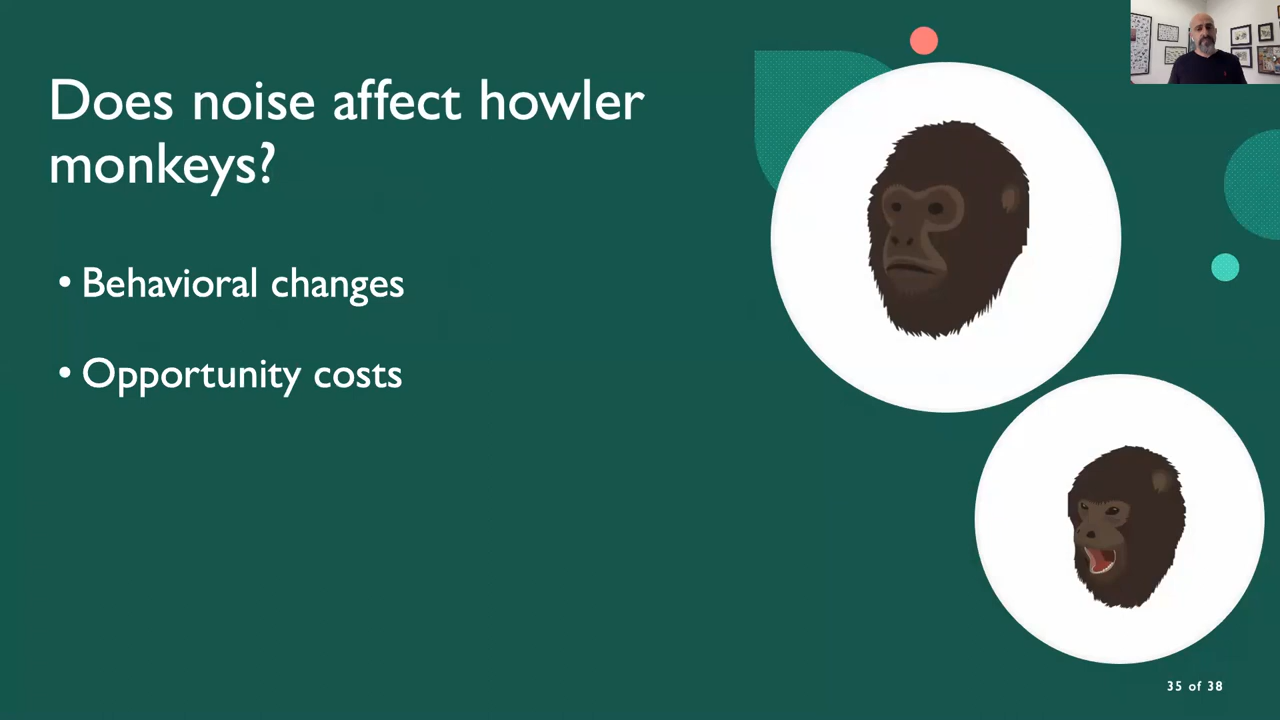 Does noise affect howler
monkeys?
• Behavioral changes
• Opportunity costs
35 of 38